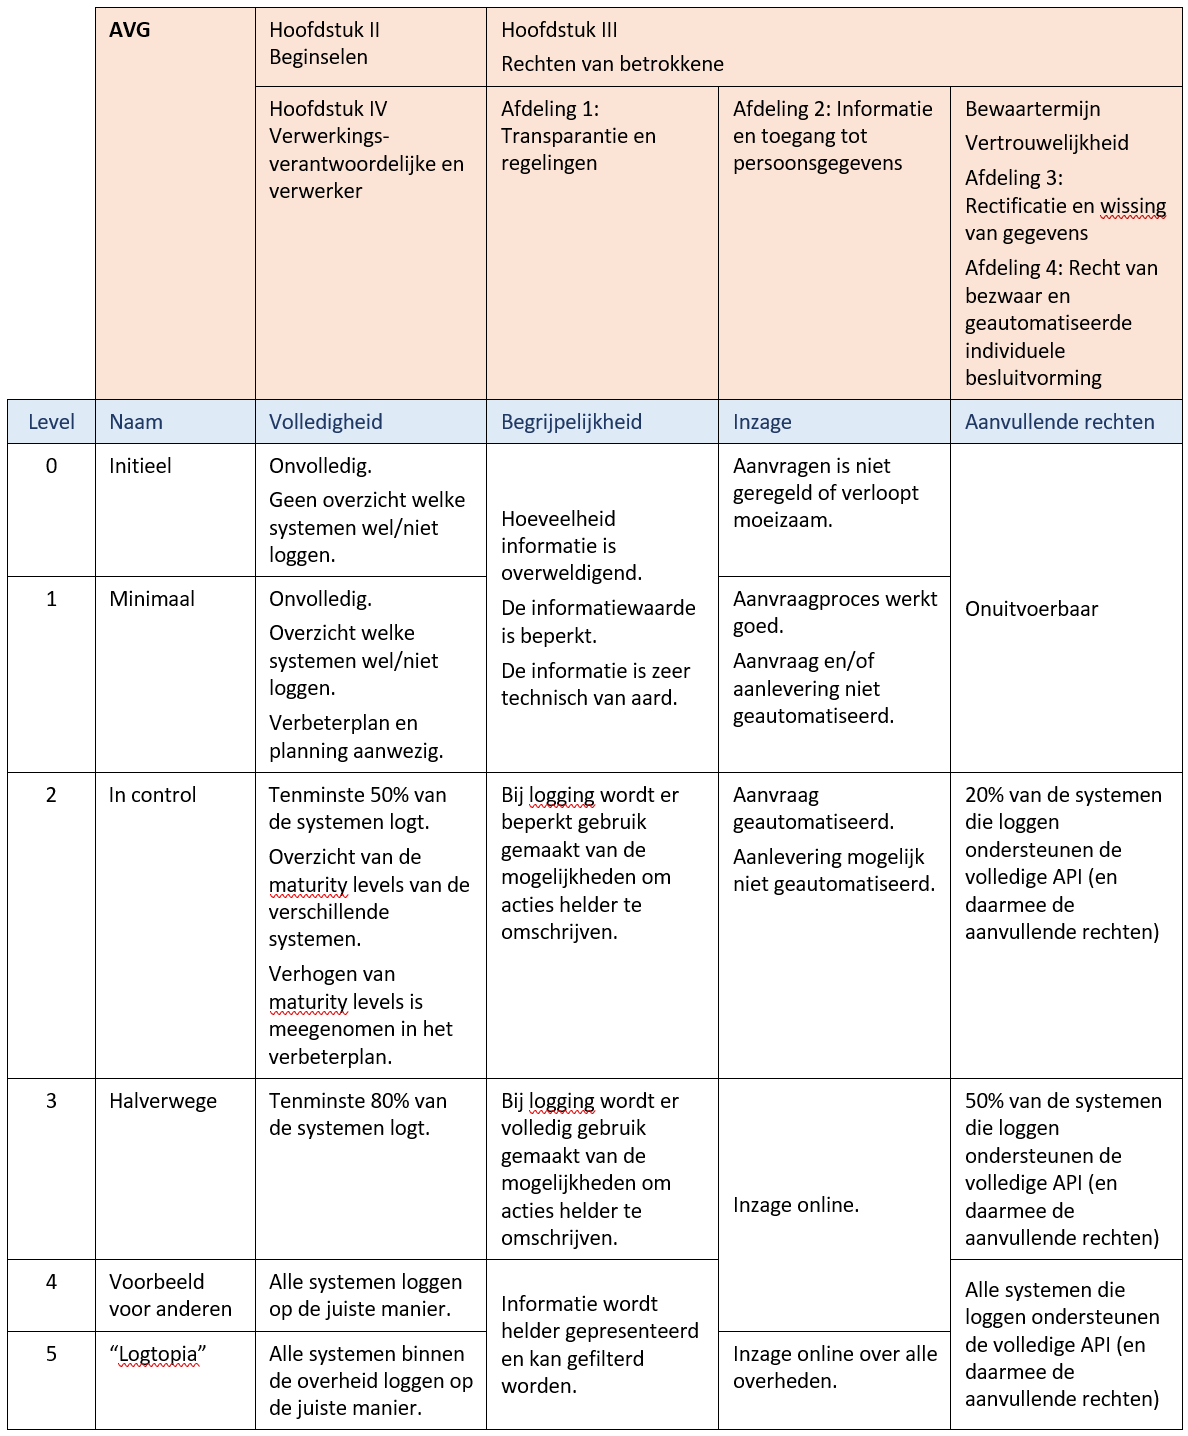 AVG
Hoofdstuk II
Beginselen
Hoofdstuk III
Rechten van betrokkene
Hoofdstuk IV
Verwerkings-
verantwoordelijke en
verwerker
Afdeling 1:
Transparantie en
regelingen
Afdeling 2: Informatie
en toegang tot
persoonsgegevens
Bewaartermijn
Vertrouwelijkheid
Afdeling 3:
Rectificatie en wissing
van gegevens
Afdeling 4: Recht van
bezwaar en
geautomatiseerde
individuele
besluitvorming
Level
Naam
Volledigheid
Begrijpelijkheid
Inzage
Aanvullende rechten
0
Initieel
Onvolledig.
Geen overzicht welke
systemen wel/niet
loggen.
Hoeveelheid
informatie is
overweldigend.
De informatiewaarde
is beperkt.
De informatie is zeer
technisch van aard.
Aanvragen is niet
geregeld of verloopt
moeizaam.
Onuitvoerbaar
1
Minimaal
Onvolledig.
Overzicht welke
systemen wel/niet
loggen.
Verbeterplan en
planning aanwezig.
Aanvraagproces werkt
goed.
Aanvraag en/of
aanlevering niet
geautomatiseerd.
2
In control
Tenminste 50% van
de systemen logt.
Overzicht van de
maturity levels van de
verschillende
systemen.
Verhogen van
maturity levels is
meegenomen in het
verbeterplan.
Bij logging wordt er
beperkt gebruik
gemaakt van de
mogelijkheden om
acties helder te
omschrijven.
Aanvraag
geautomatiseerd.
Aanlevering mogelijk
niet geautomatiseerd.
20% van de systemen
die loggen
ondersteunen de
volledige API (en
daarmee de
aanvullende rechten)
3
Halverwege
Tenminste 80% van
de systemen logt.
Bij logging wordt er
volledig gebruik
gemaakt van de
mogelijkheden om
acties helder te
omschrijven.
Inzage online.
50% van de systemen
die loggen
ondersteunen de
volledige API (en
daarmee de
aanvullende rechten)
4
Voorbeeld
voor anderen
Alle systemen loggen
op de juiste manier.
Informatie wordt
helder gepresenteerd
en kan gefilterd
worden.
Alle systemen die
loggen ondersteunen
de volledige API (en
daarmee de
aanvullende rechten)
5
“Logtopia”
Alle systemen binnen
de overheid loggen op
de juiste manier.
Inzage online over alle
overheden.